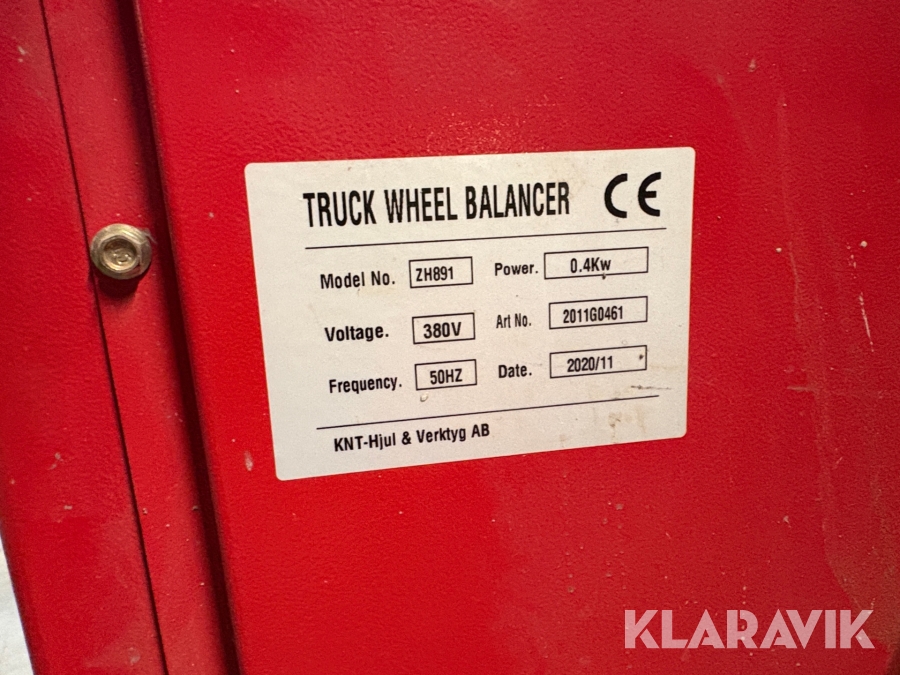 TRUCK WHEEL BALANCER CE
Model No. ZH891 Power. 0.4Kw
Voltage. 380V Art No. 2011G0461
Frequency. 50HZ Date. 2020/11
KNT-Hjul & Verktyg AB
KLARAVIK